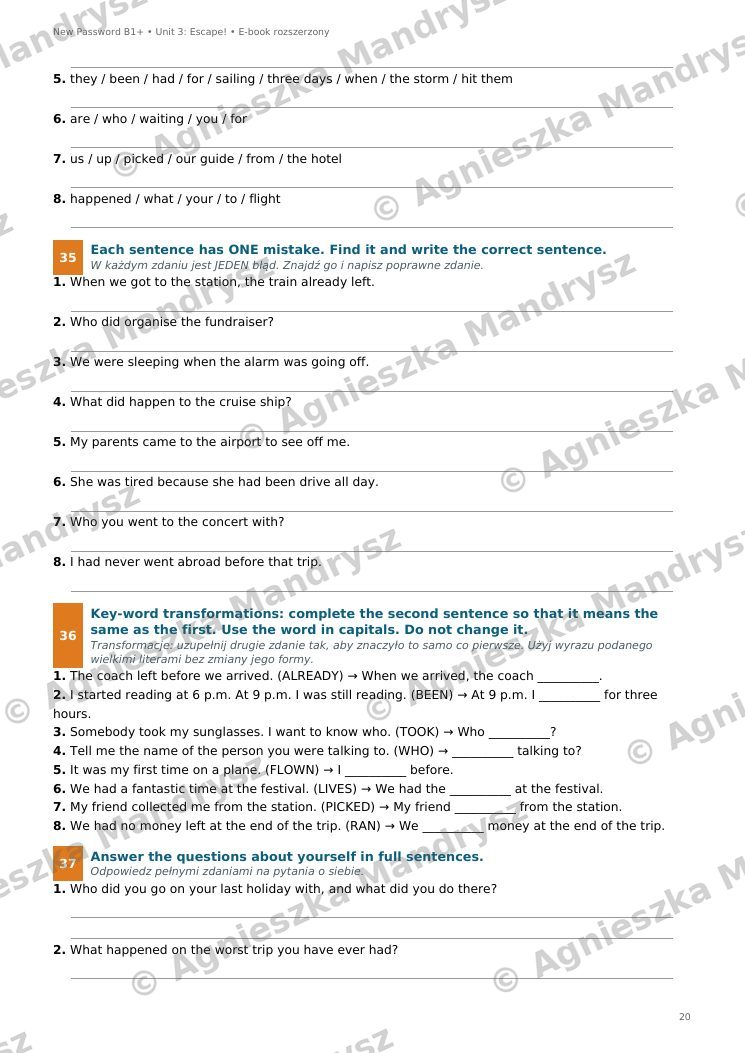 New Password B1+ • Unit 3: Escape! • E-book rozszerzony
5. they / been / had / for / sailing / three days / when / the storm / hit them
6. are / who / waiting / you / for
7. us / up / picked / our guide / from / the hotel
8. happened / what / your / to / flight
35 Each sentence has ONE mistake. Find it and write the correct sentence.
W każdym zdaniu jest JEDEN błąd. Znajdź go i napisz poprawne zdanie.
1. When we got to the station, the train already left.
2. Who did organise the fundraiser?
3. We were sleeping when the alarm was going off.
4. What did happen to the cruise ship?
5. My parents came to the airport to see off me.
6. She was tired because she had been drive all day.
7. Who you went to the concert with?
8. I had never went abroad before that trip.
36 Key-word transformations: complete the second sentence so that it means the
same as the first. Use the word in capitals. Do not change it.
Transformacje: uzupełnij drugie zdanie tak, aby znaczyło to samo co pierwsze. Użyj wyrazu podanego
wielkimi literami bez zmiany jego formy.
1. The coach left before we arrived. (ALREADY) → When we arrived, the coach __________.
2. I started reading at 6 p.m. At 9 p.m. I was still reading. (BEEN) → At 9 p.m. I __________ for three
hours.
3. Somebody took my sunglasses. I want to know who. (TOOK) → Who __________?
4. Tell me the name of the person you were talking to. (WHO) → __________ talking to?
5. It was my first time on a plane. (FLOWN) → I __________ before.
6. We had a fantastic time at the festival. (LIVES) → We had the __________ at the festival.
7. My friend collected me from the station. (PICKED) → My friend __________ from the station.
8. We had no money left at the end of the trip. (RAN) → We __________ money at the end of the trip.
37 Answer the questions about yourself in full sentences.
Odpowiedz pełnymi zdaniami na pytania o siebie.
1. Who did you go on your last holiday with, and what did you do there?
2. What happened on the worst trip you have ever had?
20
© Agnieszka Mandrysz